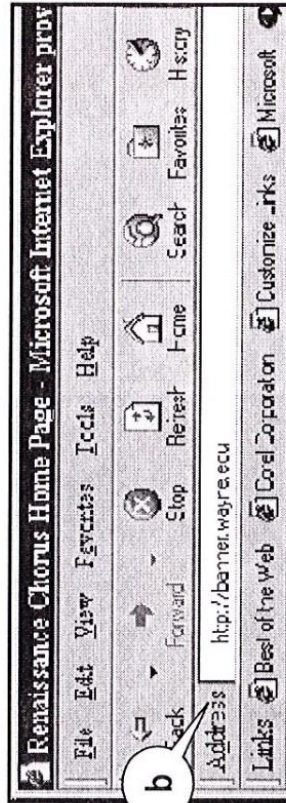 Renaissance Chorus Home Page - Microsoft Internet Explorer prov
File Edit View Favorites Tools Help
ack Forward Stop Refresh Home Search Favorites History
b
Address http://banner.wayne.edu
Links Best of the Web Corel Corporation Customize Links Microsoft